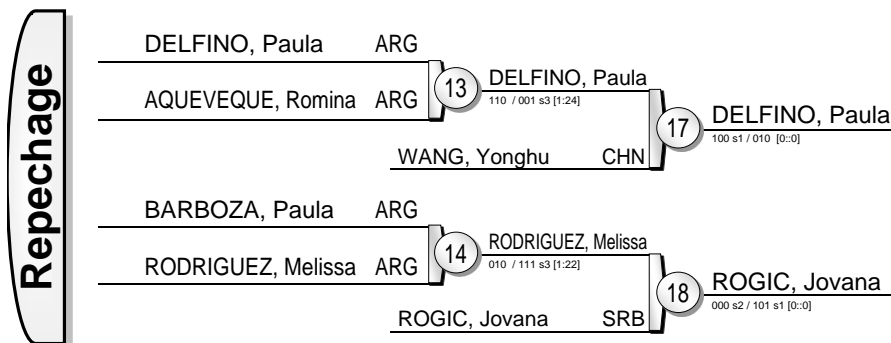 Repechage
DELFINO, Paula ARG
AQUEVEQUE, Romina ARG
13
DELFINO, Paula
110 / 001 s3 [1:24]
WANG, Yonghu CHN
17
DELFINO, Paula
100 s1 / 010 [0::0]
BARBOZA, Paula ARG
RODRIGUEZ, Melissa ARG
14
RODRIGUEZ, Melissa
010 / 111 s3 [1:22]
ROGIC, Jovana SRB
18
ROGIC, Jovana
000 s2 / 101 s1 [0::0]